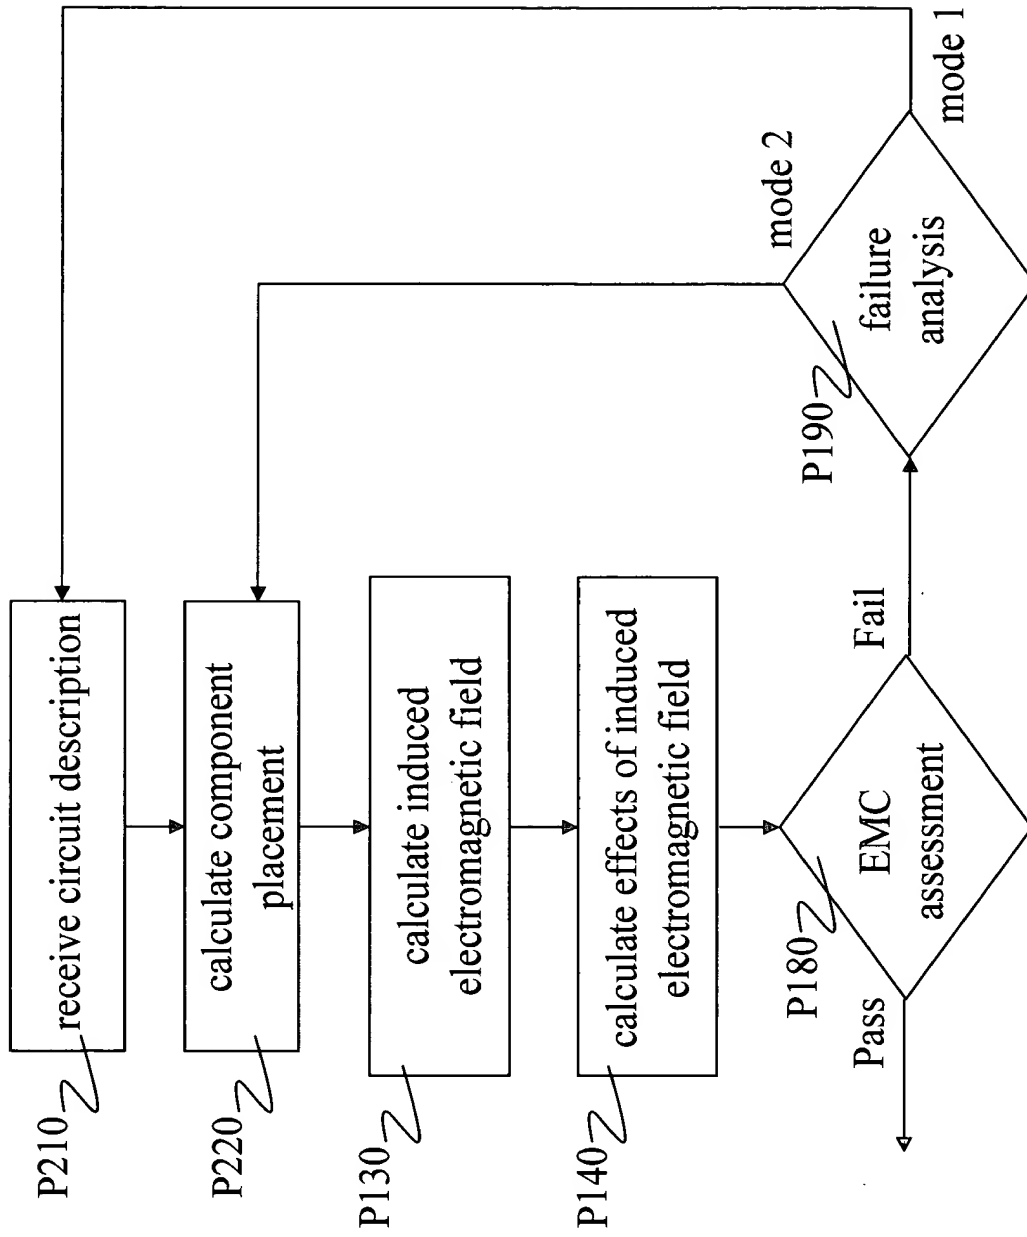 P210
receive circuit description
P220
calculate component
placement
P130
calculate induced
electromagnetic field
P140
calculate effects of induced
electromagnetic field
P180
EMC
assessment
Pass
Fail
P190
failure
analysis
mode 2
mode 1